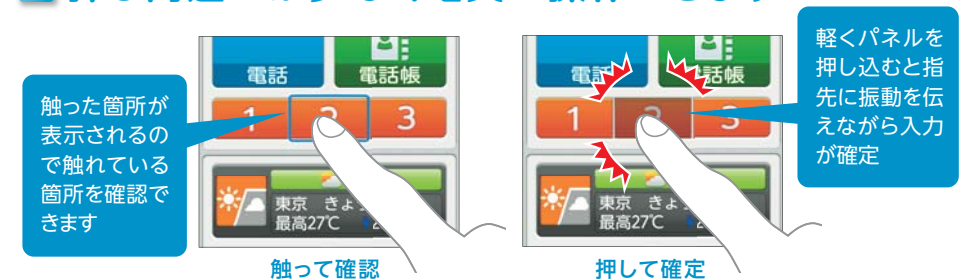 触った箇所が
表示されるの
で触れている
箇所を確認で
きます
電話
電話帳
1
3
東京 きょ
最高27℃
触って確認
電話
話帳
1
3
東京 きょ
最高27℃
押して確定
軽くパネルを
押し込むと指
先に振動を伝
えながら入力
が確定